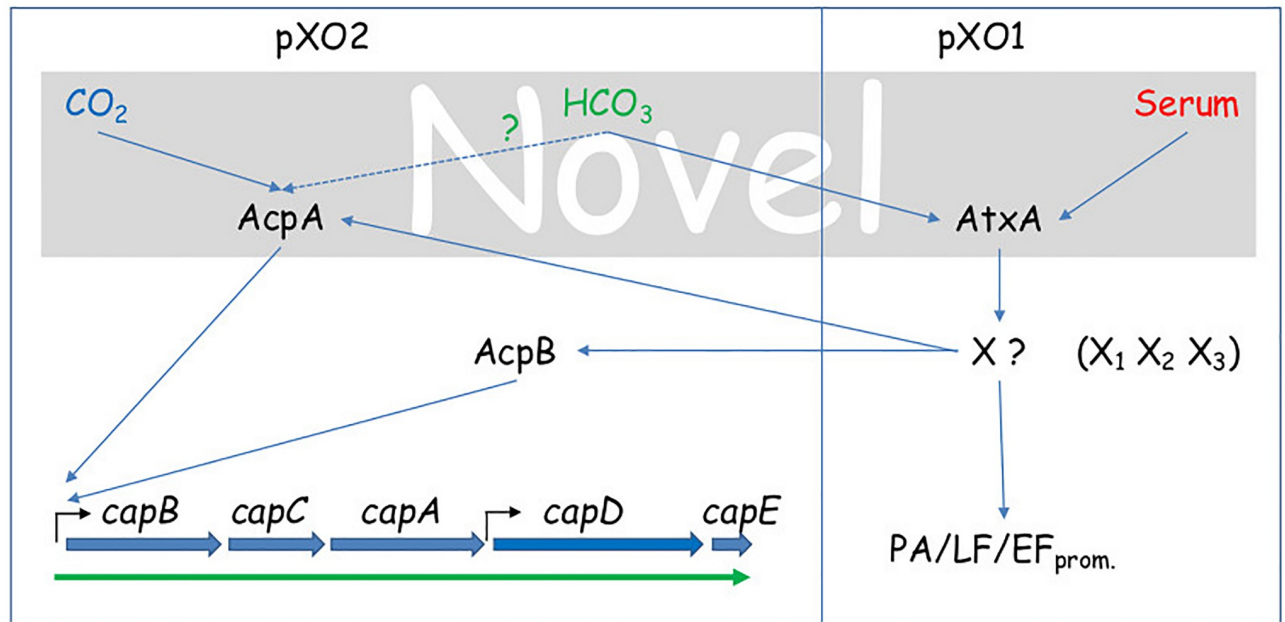 pXO2 pXO1
Novel
CO₂ HCO₃ Serum
?
AcpA AtxA
AcpB X ? (X₁ X₂ X₃)
capB capC capA capD capE
PA/LF/EFprom.